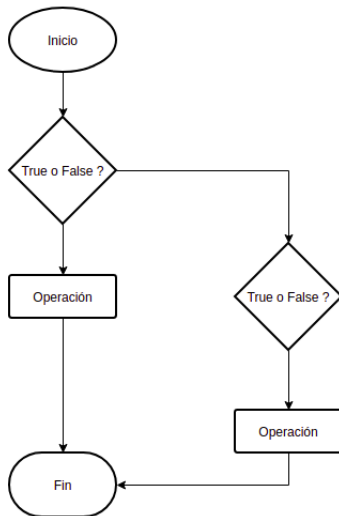 Inicio
True o False ?
Operación
True o False ?
Operación
Fin